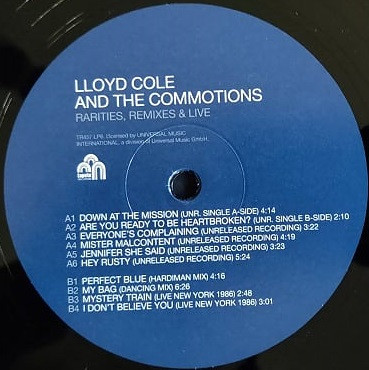 LLOYD COLE
AND THE COMMOTIONS
RARITIES, REMIXES & LIVE
TR457 LP8. (licensed by UNIVERSAL MUSIC
INTERNATIONAL, a division of Universal Music GmbH.
A1 DOWN AT THE MISSION (UNR. SINGLE A-SIDE) 4:14
A2 ARE YOU READY TO BE HEARTBROKEN? (UNR. SINGLE B-SIDE) 2:10
A3 EVERYONE'S COMPLAINING (UNRELEASED RECORDING) 3:22
A4 MISTER MALCONTENT (UNRELEASED RECORDING) 4:19
A5 JENNIFER SHE SAID (UNRELEASED RECORDING) 3:23
A6 HEY RUSTY (UNRELEASED RECORDING) 5:24
B1 PERFECT BLUE (HARDIMAN MIX) 4:16
B2 MY BAG (DANCING MIX) 6:26
B3 MYSTERY TRAIN (LIVE NEW YORK 1986) 2:48
B4 I DON'T BELIEVE YOU (LIVE NEW YORK 1986) 3:01